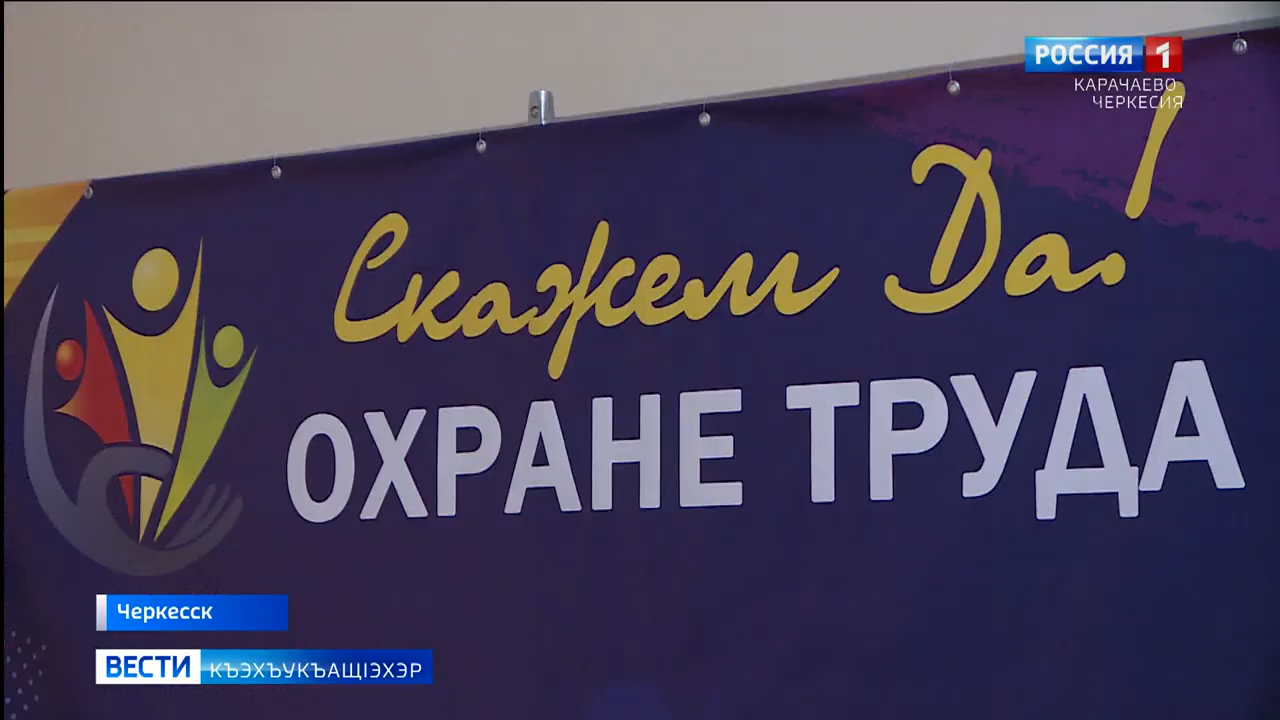 РОССИЯ 1
КАРАЧАЕВО
ЧЕРКЕСИЯ
Скажем Да!
ОХРАНЕ ТРУДА
Черкесск
ВЕСТИ КЪЭХЪУКЪАЩIЭХЭР